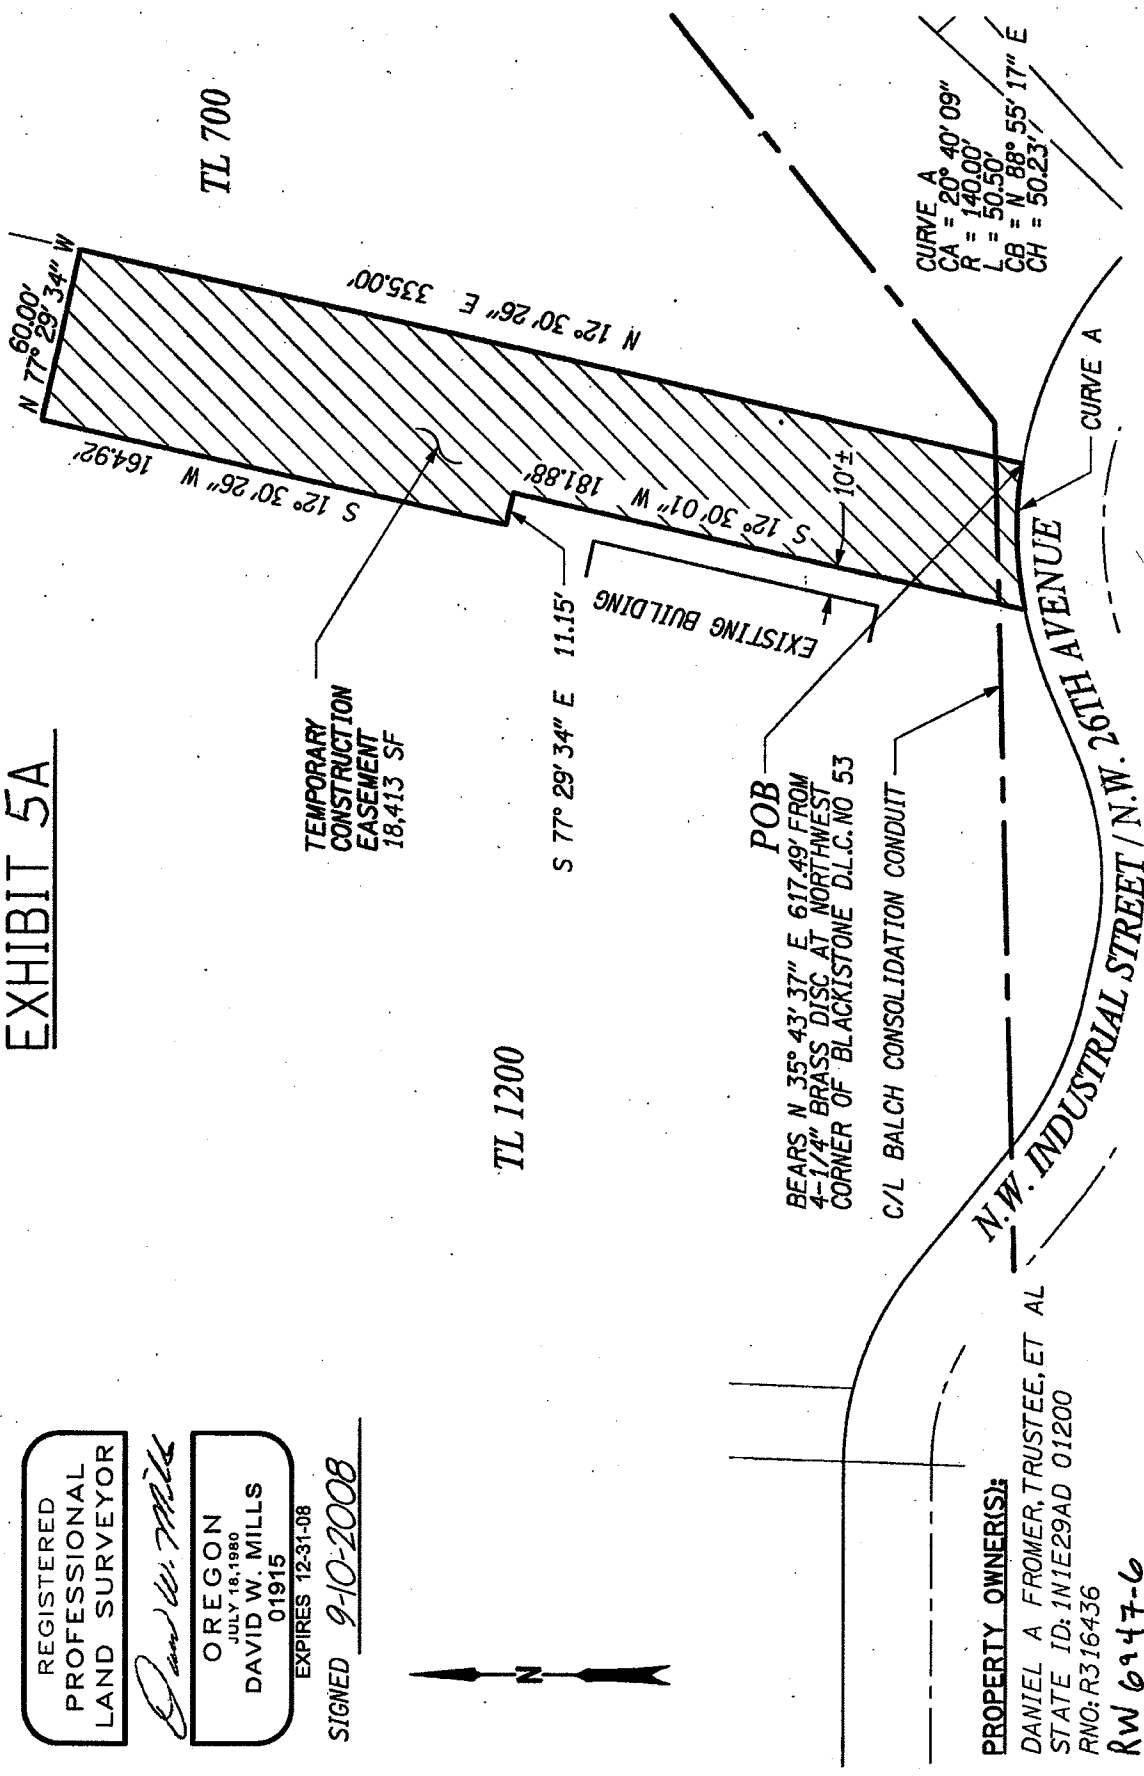 EXHIBIT 5A
REGISTERED
PROFESSIONAL
LAND SURVEYOR
David W. Mills
OREGON
JULY 18, 1980
DAVID W. MILLS
01915
EXPIRES 12-31-08
SIGNED 9-10-2008
N
60.00'
N 77° 29' 34" W
TL 700
S 12° 30' 26" W 164.92'
N 12° 30' 26" E 335.00'
TEMPORARY
CONSTRUCTION
EASEMENT
18,413 SF
S 77° 29' 34" E 11.15'
S 12° 30' 01" W 181.88'
EXISTING BUILDING
10'±
TL 1200
POB
BEARS N 35° 43' 37" E 617.49' FROM
4-1/4" BRASS DISC AT NORTHWEST
CORNER OF BLACKISTONE D.L.C. NO 53
C/L BALCH CONSOLIDATION CONDUIT
CURVE A
CA = 20° 40' 09"
R = 140.00'
L = 50.50'
CB = N 88° 55' 17" E
CH = 50.23'
CURVE A
N.W. INDUSTRIAL STREET / N.W. 26TH AVENUE
PROPERTY OWNER(S):
DANIEL A FROMER, TRUSTEE, ET AL
STATE ID: 1N1E29AD 01200
RNO: R316436
RW 6947-6